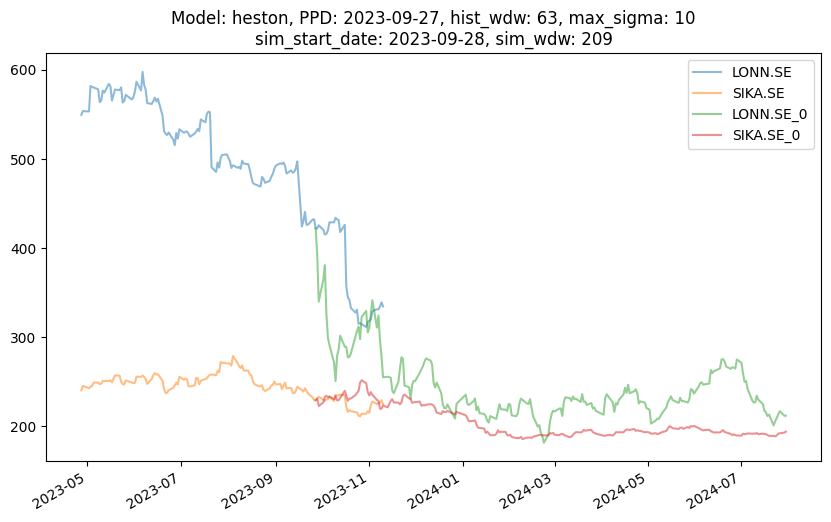 Model: heston, PPD: 2023-09-27, hist_wdw: 63, max_sigma: 10
sim_start_date: 2023-09-28, sim_wdw: 209
LONN.SE
SIKA.SE
LONN.SE_0
SIKA.SE_0
600
500
400
300
200
2023-05
2023-07
2023-09
2023-11
2024-01
2024-03
2024-05
2024-07